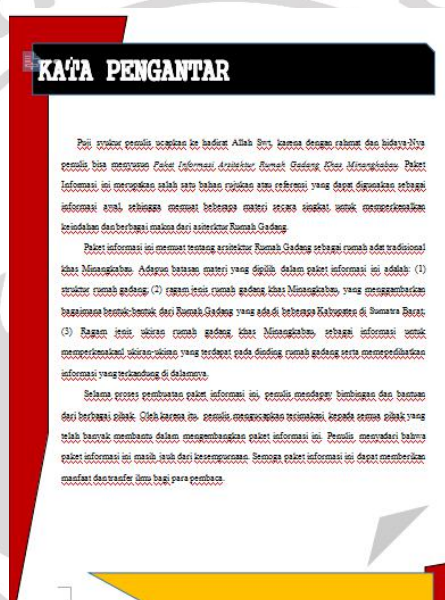 KATA PENGANTAR
Puji syukur penulis ucapkan ke hadirat Allah Swt, karena dengan rahmat dan hidaya-Nya
penulis bisa menyusun Paket Informasi Arsitektur Rumah Gadang Khas Minangkabau. Paket
Informasi ini merupakan salah satu bahan rujukan atau referensi yang dapat digunakan sebagai
informasi awal, sehingga memuat beberapa materi secara singkat, untuk memperkenalkan
keindahan dan berbagai makna dari asiterktur Rumah Gadang.
Paket informasi ini memuat tentang arsitektur Rumah Gadang sebagai rumah adat tradisional
khas Minangkabau. Adapun batasan materi yang dipilih dalam paket informasi ini adalah: (1)
struktur rumah gadang; (2) ragam jenis rumah gadang khas Minangkabau, yang menggambarkan
bagaimana bentuk-bentuk dari Rumah Gadang yang ada di beberapa Kabupaten di Sumatra Barat;
(3) Ragam jenis ukiran rumah gadang khas Minangkabau, sebagai informasi untuk
memperkenakanl ukiran-ukiran yang terdapat pada dinding rumah gadang serta memepedihatkan
informasi yang terkandung di dalamnya.
Selama proses pembuatan paket informasi ini, penulis mendapay bimbingan dan bantuan
dari berbagai pihak. Oleh karena itu, penulis mengucapkan terimakasi kepada semua pihak yang
telah banyak membantu dalam mengembangkan paket informasi ini. Penulis menyadari bahwa
paket informasi ini masih jauh dari kesempurnaan. Semoga paket informasi ini dapat memberikan
manfaat dan tranfer ilmu bagi para pembaca.